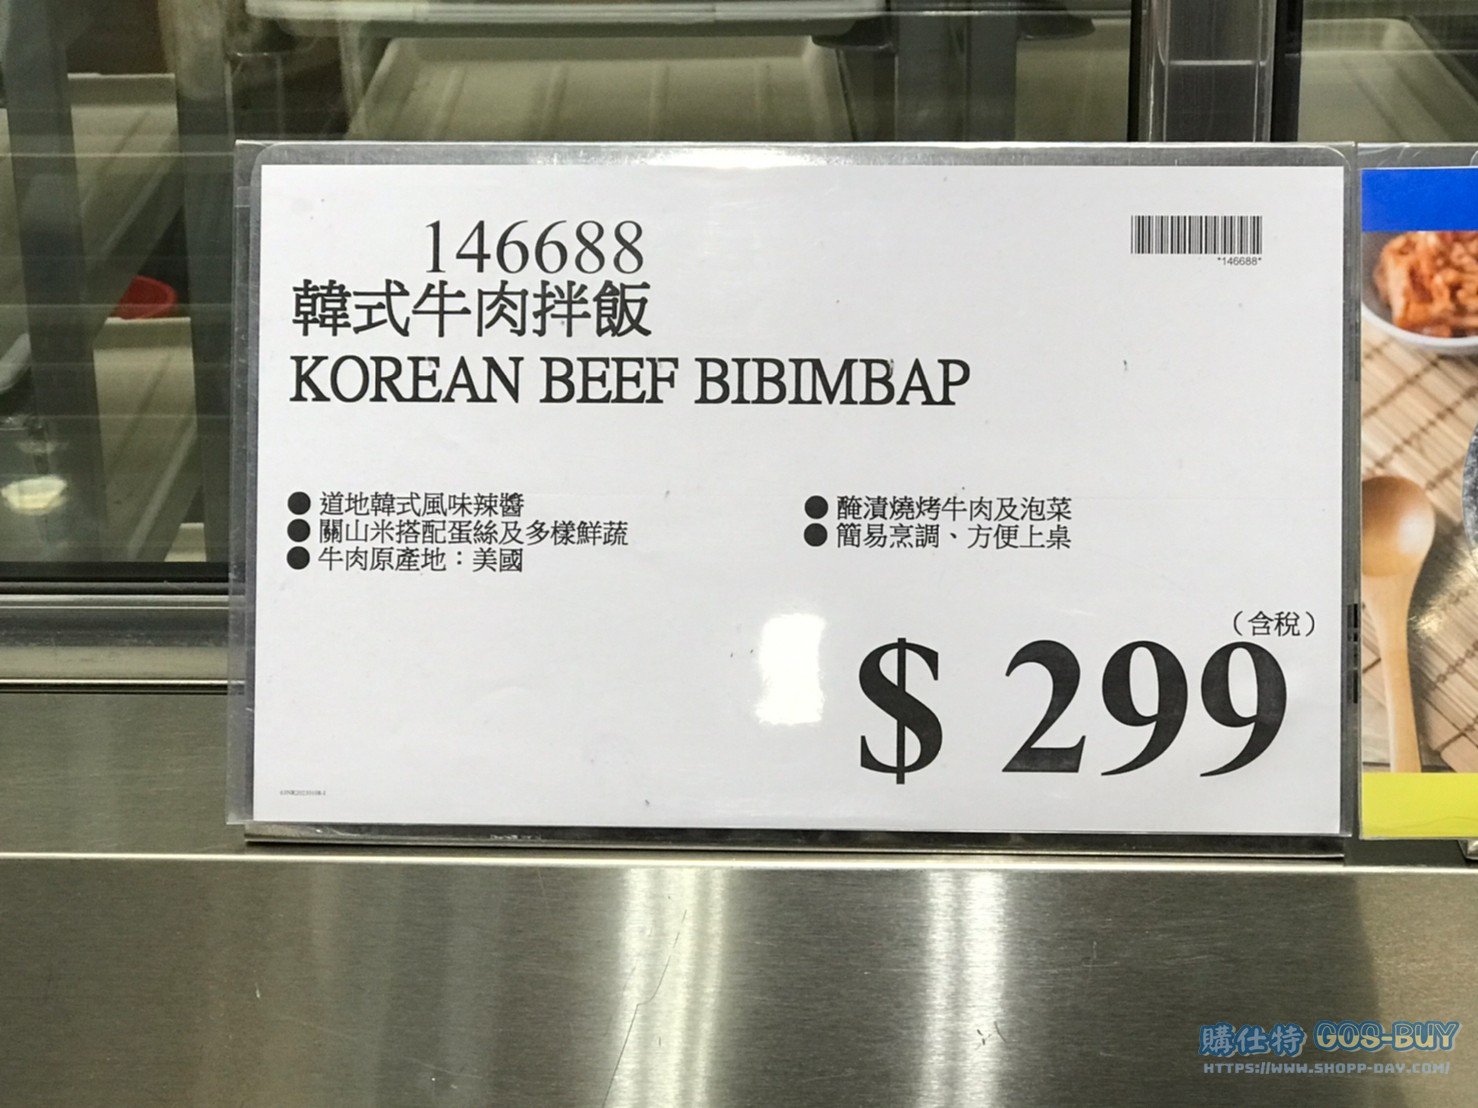 146688
*146688*
韓式牛肉拌飯
KOREAN BEEF BIBIMBAP
● 道地韓式風味辣醬
● 關山米搭配蛋絲及多樣鮮蔬
● 牛肉原產地：美國
● 醃漬燒烤牛肉及泡菜
● 簡易烹調、方便上桌
（含稅）
$ 299
購仕特 GOS-BUY
HTTPS://WWW.SHOPP-DAY.COM/